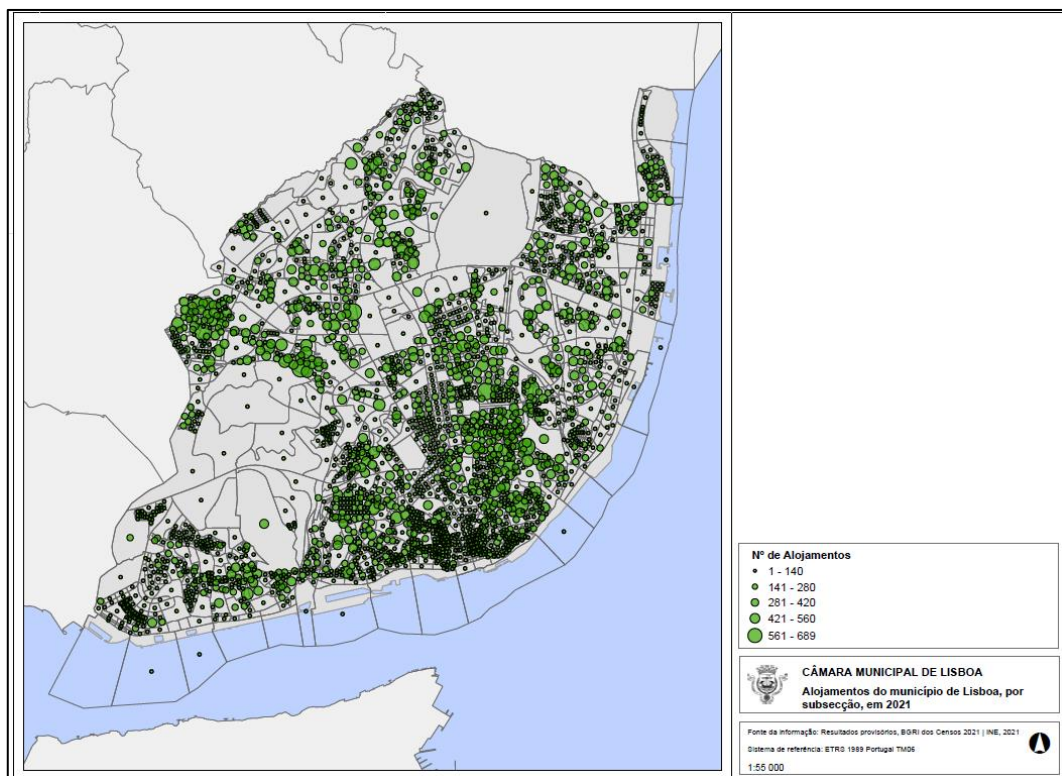 Nº de Alojamentos
1 - 140
141 - 280
281 - 420
421 - 560
561 - 689
CÂMARA MUNICIPAL DE LISBOA
Alojamentos do município de Lisboa, por
subsecção, em 2021
Fonte da informação: Resultados provisórios, BGRI dos Censos 2021 | INE, 2021
Sistema de referência: ETRS 1989 Portugal TM06
1:55 000